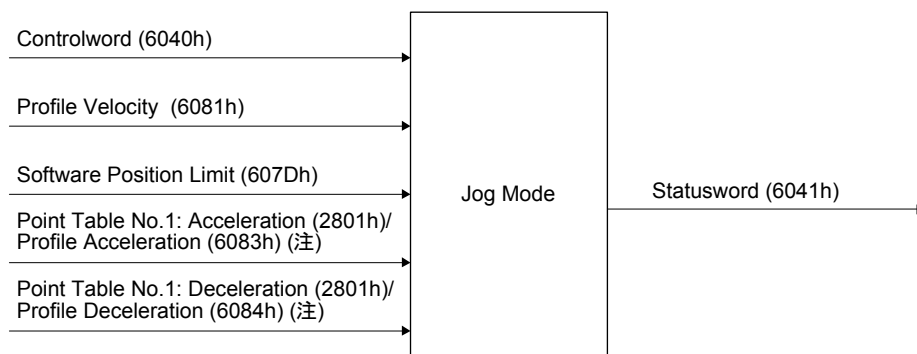 Controlword (6040h)
Profile Velocity (6081h)
Software Position Limit (607Dh)
Point Table No.1: Acceleration (2801h)/
Profile Acceleration (6083h) (注)
Point Table No.1: Deceleration (2801h)/
Profile Deceleration (6084h) (注)
Jog Mode
Statusword (6041h)